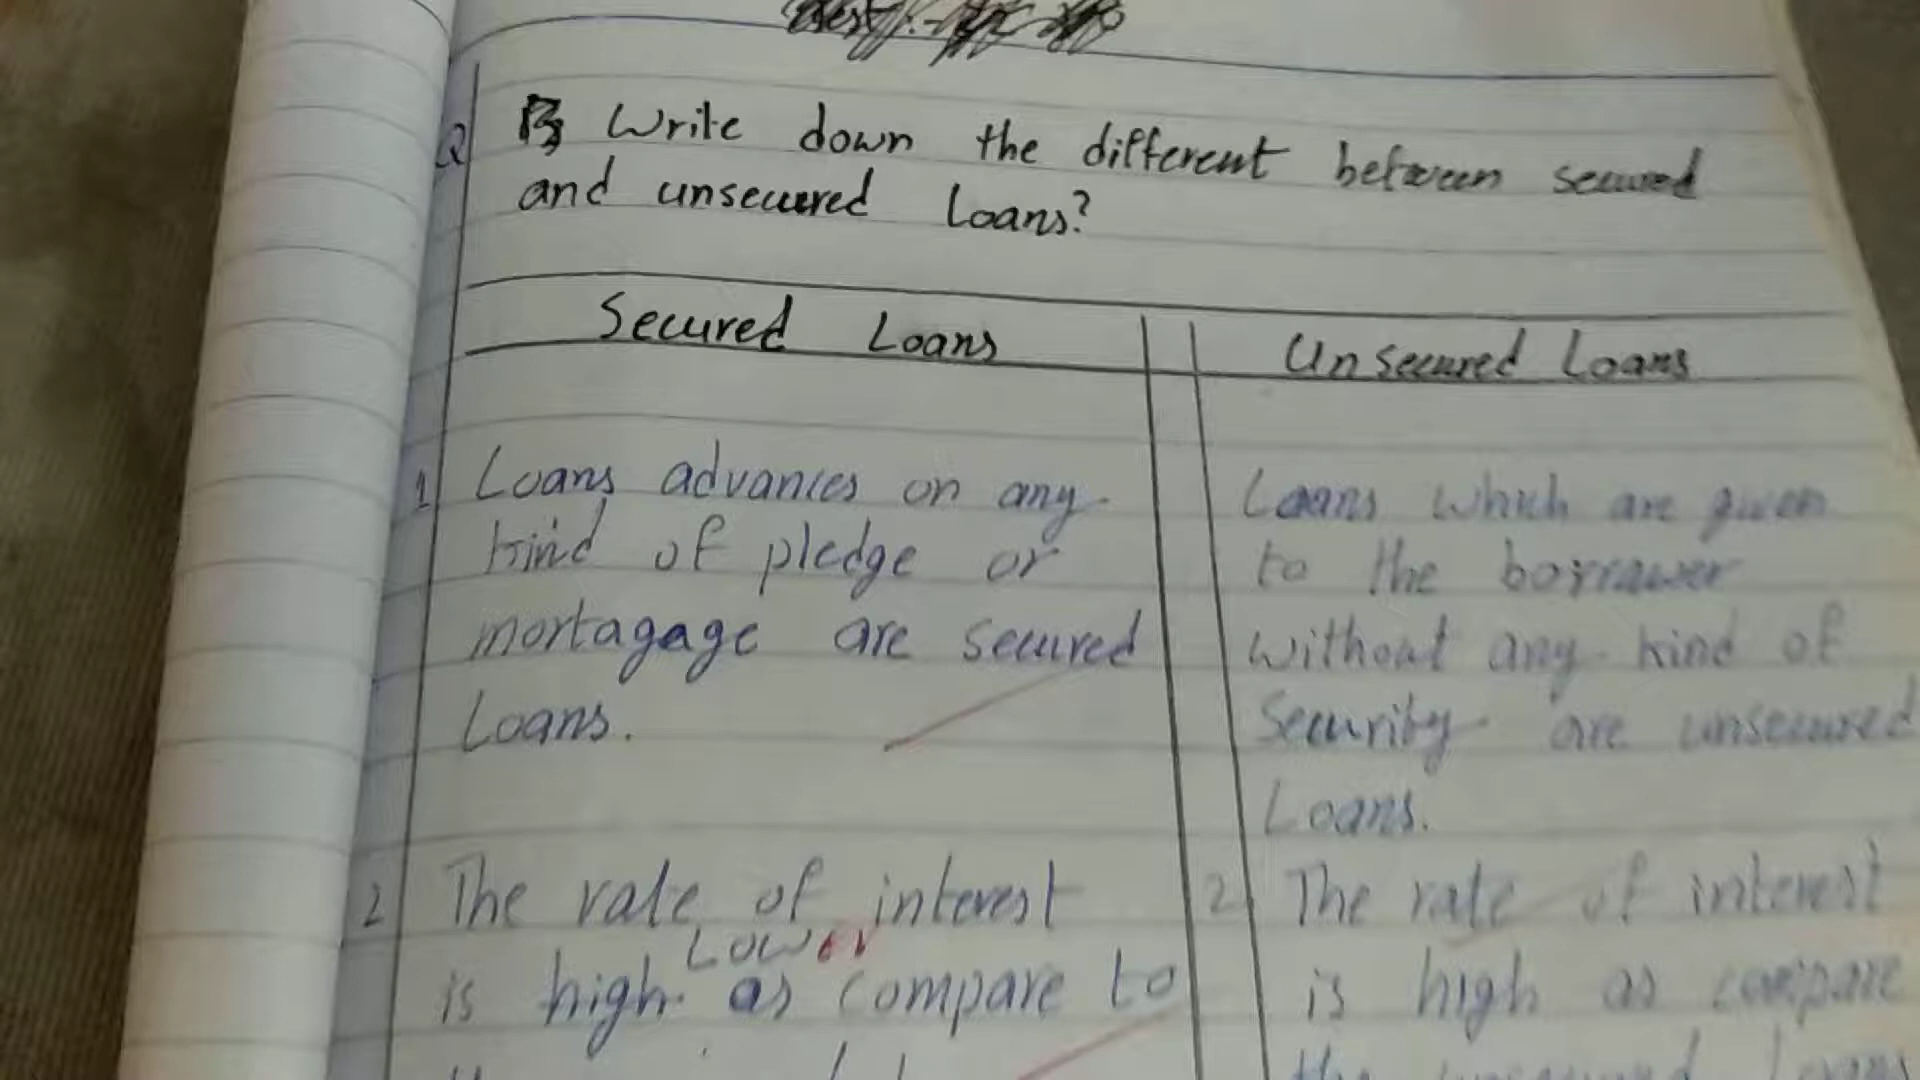 Q Write down the different between secured
and unsecured Loans?
Secured Loans
Unsecured Loans
1 Loans advances on any
kind of pledge or
mortagage are secured
Loans.
Loans which are given
to the borrower
without any kind of
Security are unsecured
Loans.
2 The rate of interest
Lower
is high as compare to
2 The rate of interest
is high as compare
the unsecured Loans